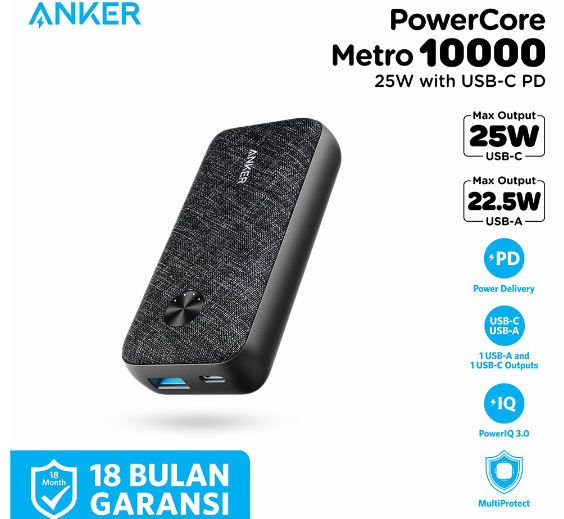 ANKER
PowerCore
Metro 10000
25W with USB-C PD
Max Output
25W
USB-C
Max Output
22.5W
USB-A
ANKER
PD
Power Delivery
USB-C
USB-A
1 USB-A and
1 USB-C Outputs
IQ
PowerIQ 3.0
MultiProtect
18
Month
18 BULAN
GARANSI